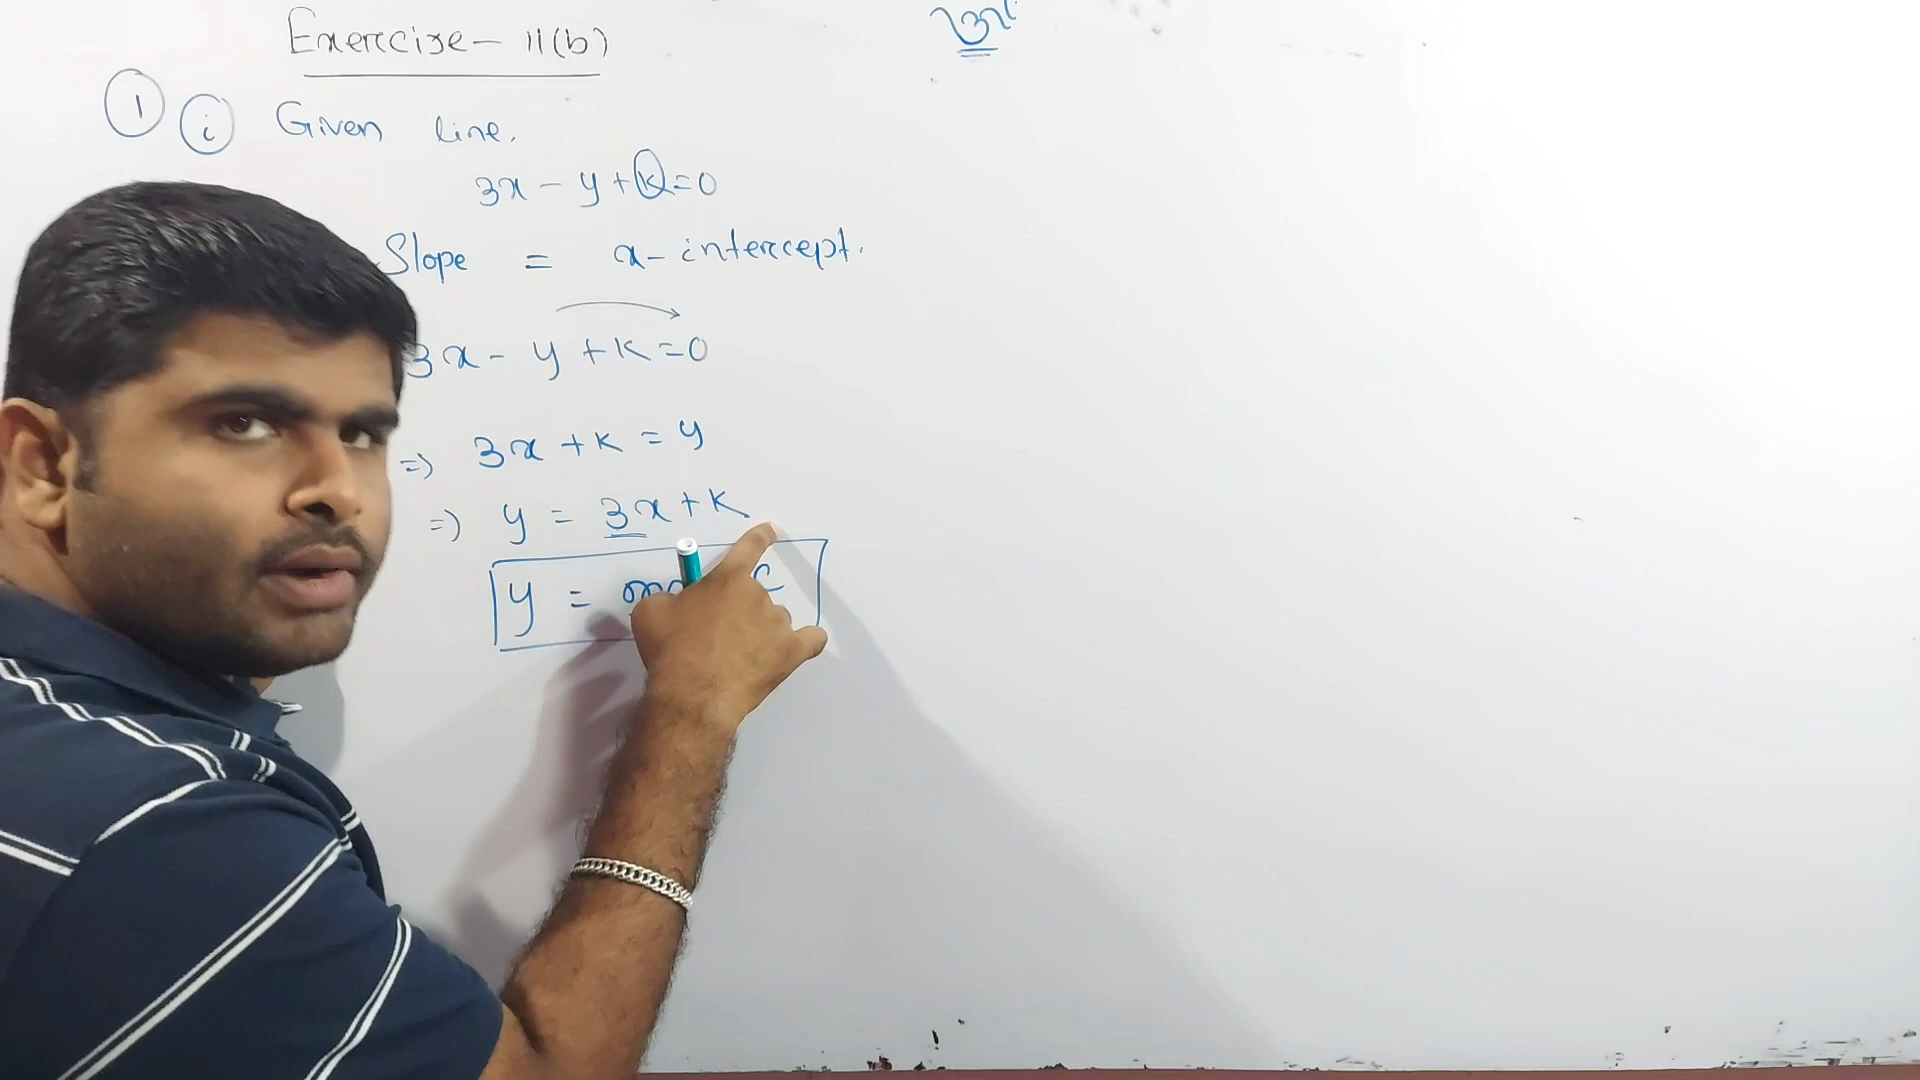 Exercise - 11(b)
1 i Given line.
3x - y + k = 0
Slope = x - intercept.
3x - y + k = 0
=> 3x + k = y
=> y = 3x + k
y = m c